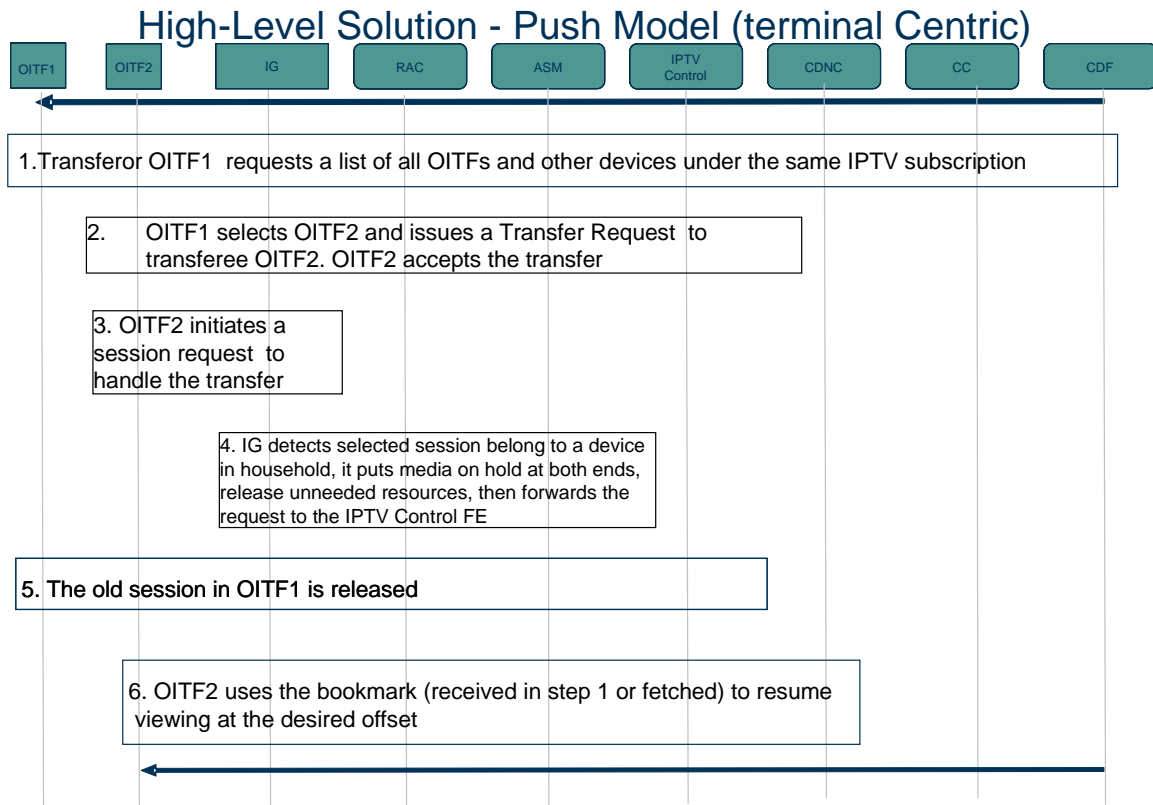 High-Level Solution - Push Model (terminal Centric)
OITF1
OITF2
IG
RAC
ASM
IPTV
Control
CDNC
CC
CDF
1.Transferor OITF1 requests a list of all OITFs and other devices under the same IPTV subscription
2. OITF1 selects OITF2 and issues a Transfer Request to
transferee OITF2. OITF2 accepts the transfer
3. OITF2 initiates a
session request to
handle the transfer
4. IG detects selected session belong to a device
in household, it puts media on hold at both ends,
release unneeded resources, then forwards the
request to the IPTV Control FE
5. The old session in OITF1 is released
6. OITF2 uses the bookmark (received in step 1 or fetched) to resume
viewing at the desired offset